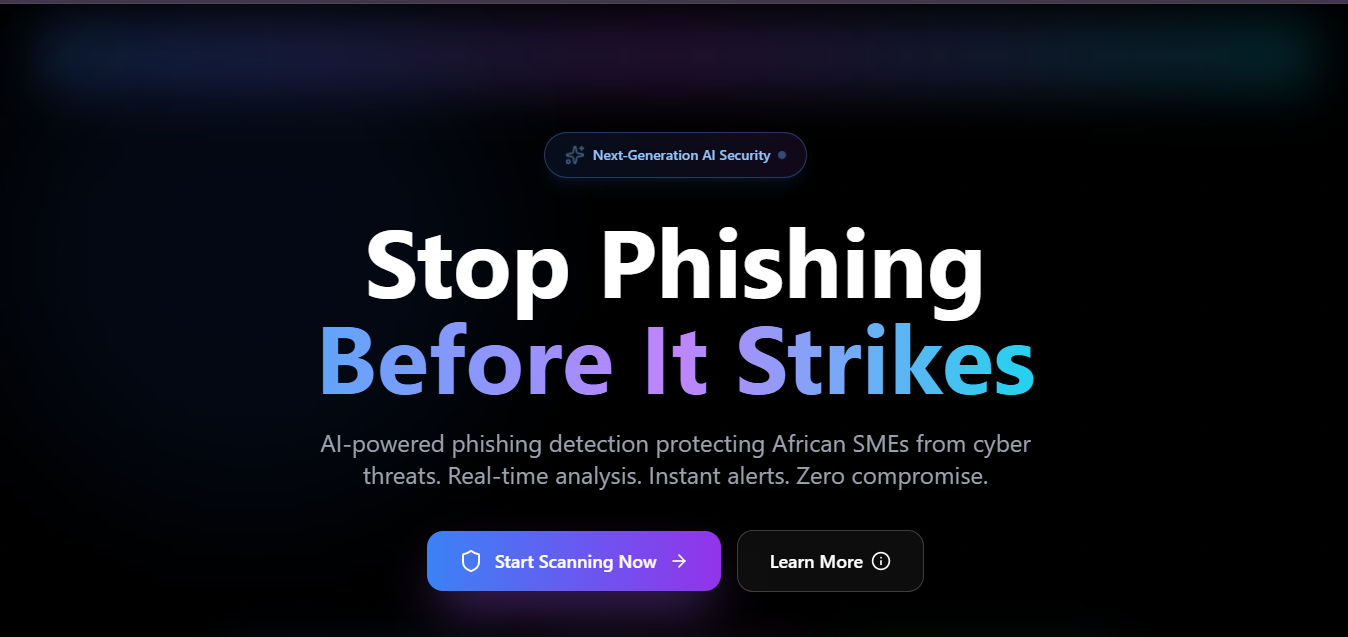 Next-Generation AI Security
Stop Phishing
Before It Strikes
AI-powered phishing detection protecting African SMEs from cyber
threats. Real-time analysis. Instant alerts. Zero compromise.
Start Scanning Now
Learn More